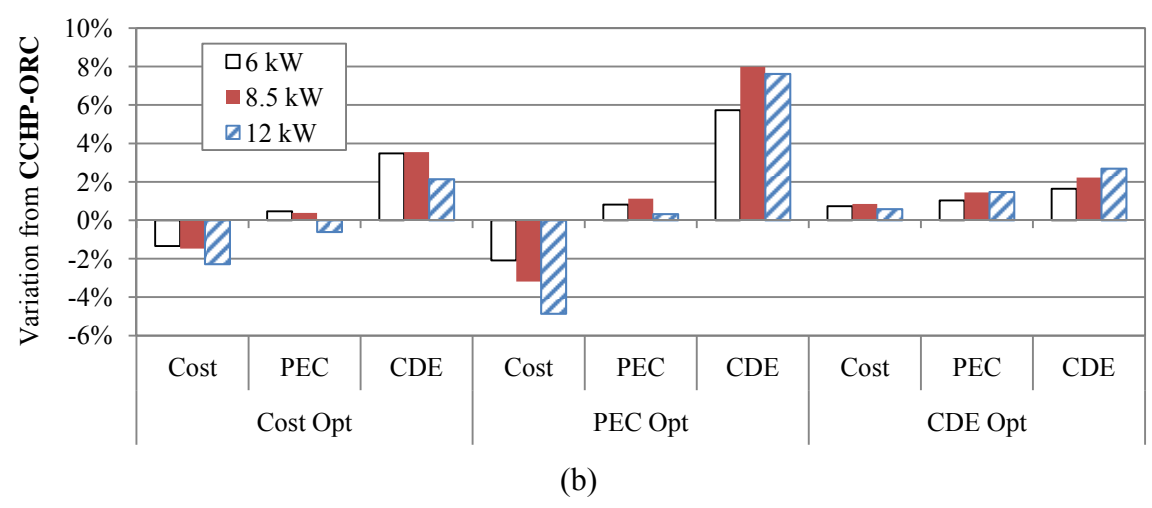 Variation from CCHP-ORC
10%
8%
6%
4%
2%
0%
-2%
-4%
-6%
6 kW
8.5 kW
12 kW
Cost PEC CDE Cost PEC CDE Cost PEC CDE
Cost Opt PEC Opt CDE Opt
(b)